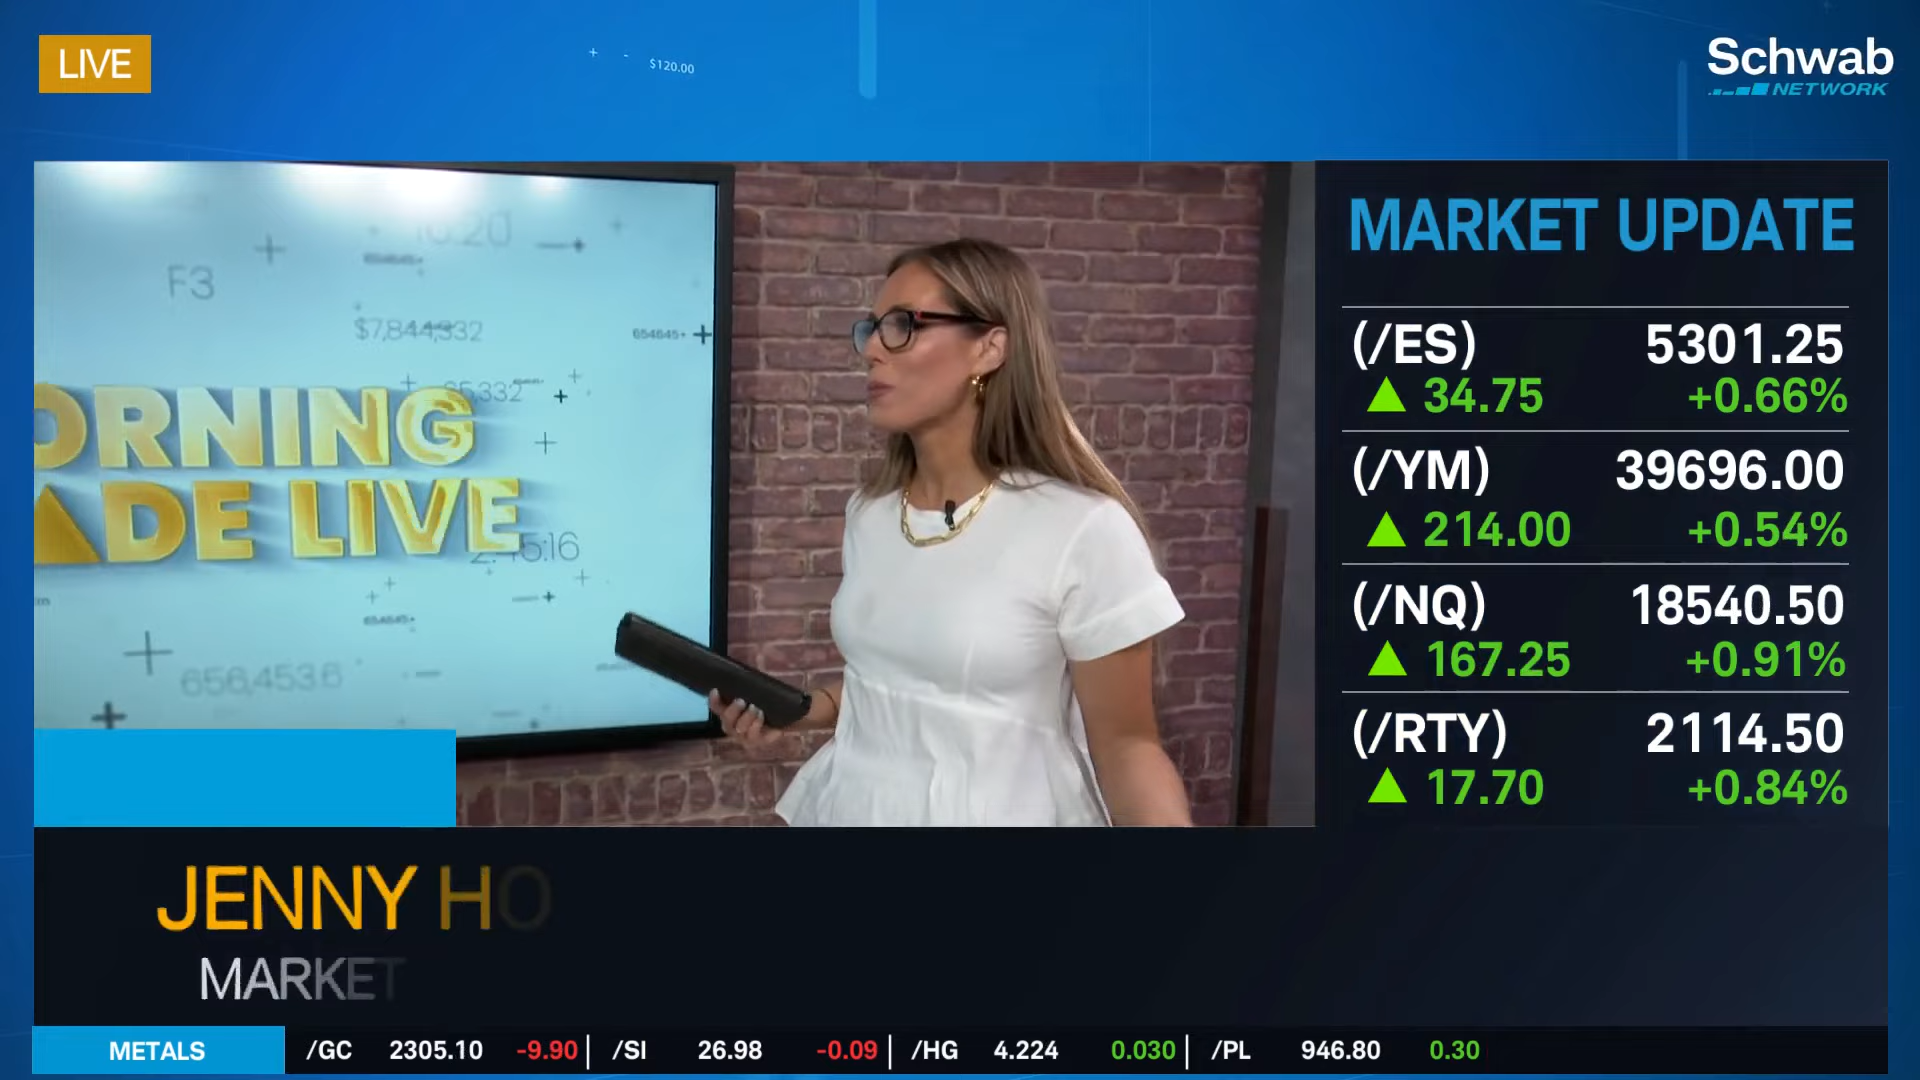 LIVE
$120.00
Schwab
NETWORK
F3
$7,844,332
654645+
ORNING
ADE LIVE
656,453.6
MARKET UPDATE
(/ES) 5301.25
34.75 +0.66%
(/YM) 39696.00
214.00 +0.54%
(/NQ) 18540.50
167.25 +0.91%
(/RTY) 2114.50
17.70 +0.84%
JENNY HO
MARKET
METALS /GC 2305.10 -9.90 /SI 26.98 -0.09 /HG 4.224 0.030 /PL 946.80 0.30